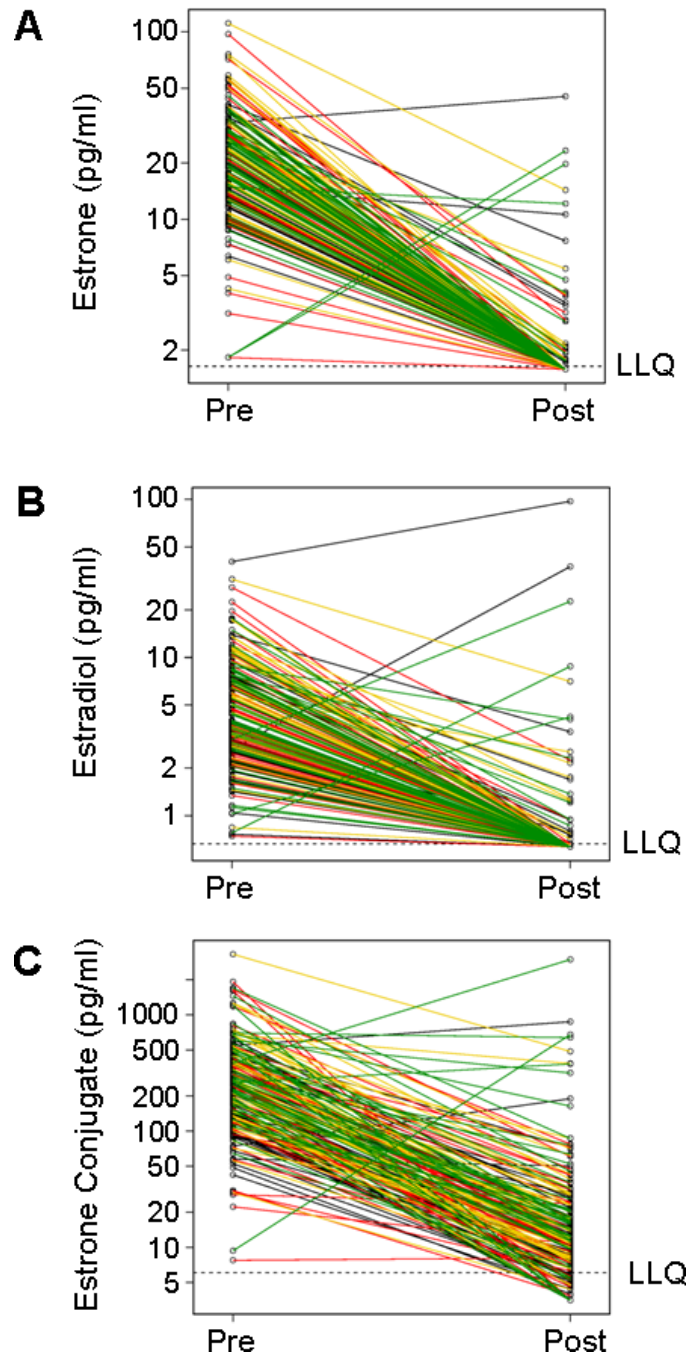 A
Estrone (pg/ml)
100
50
20
10
5
2
LLQ
Pre Post
B
Estradiol (pg/ml)
100
50
20
10
5
2
1
LLQ
Pre Post
C
Estrone Conjugate (pg/ml)
1000
500
200
100
50
20
10
5
LLQ
Pre Post